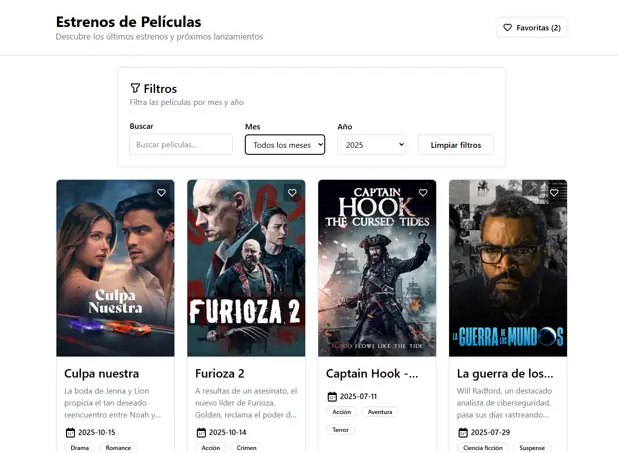 Estrenos de Películas
Descubre los últimos estrenos y próximos lanzamientos
Favoritas (2)
Filtros
Filtra las películas por mes y año
Buscar
Mes
Año
Buscar películas...
Todos los meses
2025
Limpiar filtros
Culpa
Nuestra
FURIOZA 2
CAPTAIN
HOOK
THE CURSED TIDES
BLOOD FLOWS LIKE THE TIDE
LA GUERRA DE LOS MUNDOS
Culpa nuestra
La boda de Jenna y Lion
propicia el tan deseado
reencuentro entre Noah y...
2025-10-15
Drama
Romance
Furioza 2
A resultas de un asesinato, el
nuevo líder de Furioza,
Golden, reclama el poder d...
2025-10-14
Acción
Crimen
Captain Hook -...
2025-07-11
Acción
Aventura
Terror
La guerra de los...
Will Radford, un destacado
analista de ciberseguridad,
pasa sus días rastreando...
2025-07-29
Ciencia ficción
Suspense